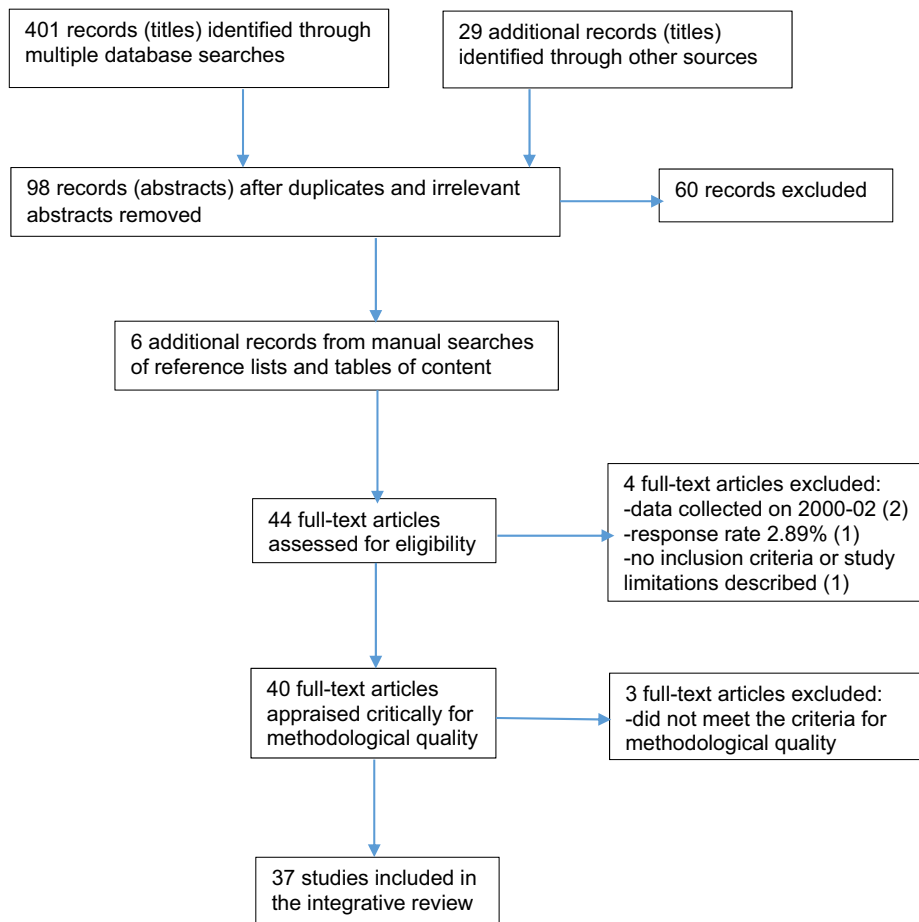 401 records (titles) identified through
multiple database searches
29 additional records (titles)
identified through other sources
98 records (abstracts) after duplicates and irrelevant
abstracts removed
60 records excluded
6 additional records from manual searches
of reference lists and tables of content
44 full-text articles
assessed for eligibility
4 full-text articles excluded:
-data collected on 2000-02 (2)
-response rate 2.89% (1)
-no inclusion criteria or study
limitations described (1)
40 full-text articles
appraised critically for
methodological quality
3 full-text articles excluded:
-did not meet the criteria for
methodological quality
37 studies included in
the integrative review